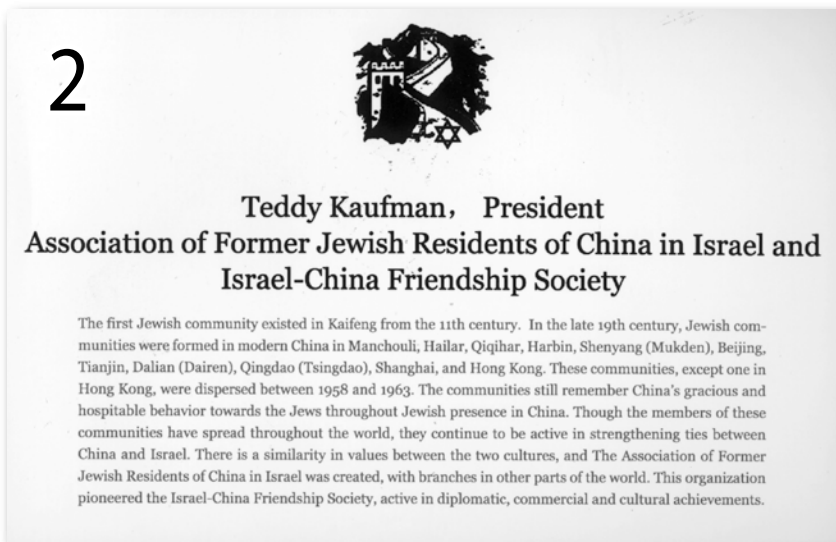 2
Teddy Kaufman, President
Association of Former Jewish Residents of China in Israel and
Israel-China Friendship Society
The first Jewish community existed in Kaifeng from the 11th century. In the late 19th century, Jewish com-
munities were formed in modern China in Manchouli, Hailar, Qiqihar, Harbin, Shenyang (Mukden), Beijing,
Tianjin, Dalian (Dairen), Qingdao (Tsingdao), Shanghai, and Hong Kong. These communities, except one in
Hong Kong, were dispersed between 1958 and 1963. The communities still remember China's gracious and
hospitable behavior towards the Jews throughout Jewish presence in China. Though the members of these
communities have spread throughout the world, they continue to be active in strengthening ties between
China and Israel. There is a similarity in values between the two cultures, and The Association of Former
Jewish Residents of China in Israel was created, with branches in other parts of the world. This organization
pioneered the Israel-China Friendship Society, active in diplomatic, commercial and cultural achievements.